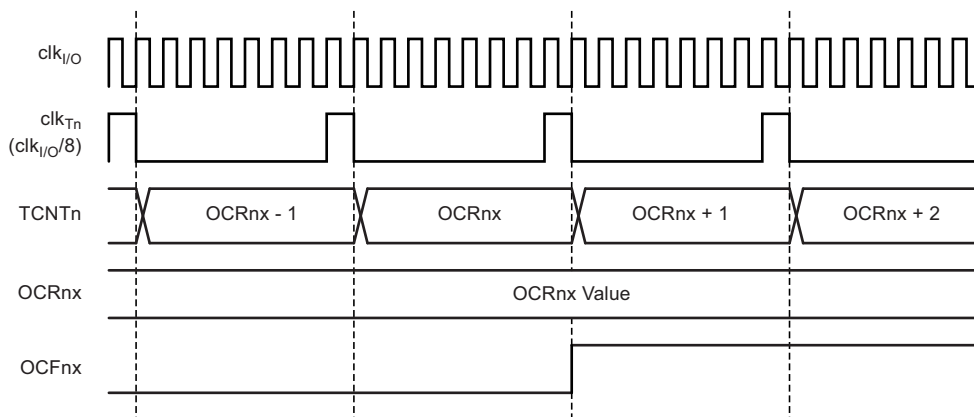 clkI/O
clkTn
(clkI/O/8)
TCNTn OCRnx - 1 OCRnx OCRnx + 1 OCRnx + 2
OCRnx OCRnx Value
OCFnx